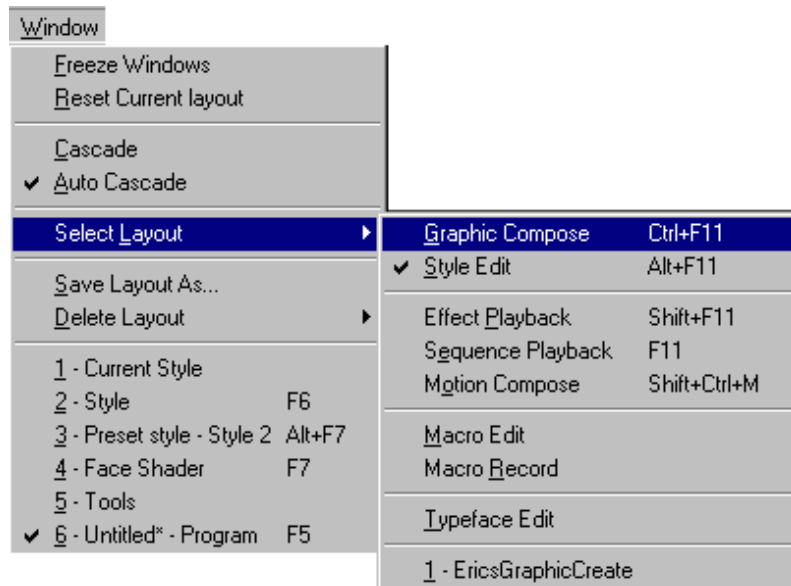 Window
Freeze Windows
Reset Current layout
Cascade
✔ Auto Cascade
Select Layout
Save Layout As...
Delete Layout
1 - Current Style
2 - Style F6
3 - Preset style - Style 2 Alt+F7
4 - Face Shader F7
5 - Tools
✔ 6 - Untitled* - Program F5
Graphic Compose Ctrl+F11
✔ Style Edit Alt+F11
Effect Playback Shift+F11
Sequence Playback F11
Motion Compose Shift+Ctrl+M
Macro Edit
Macro Record
Typeface Edit
1 - EricsGraphicCreate